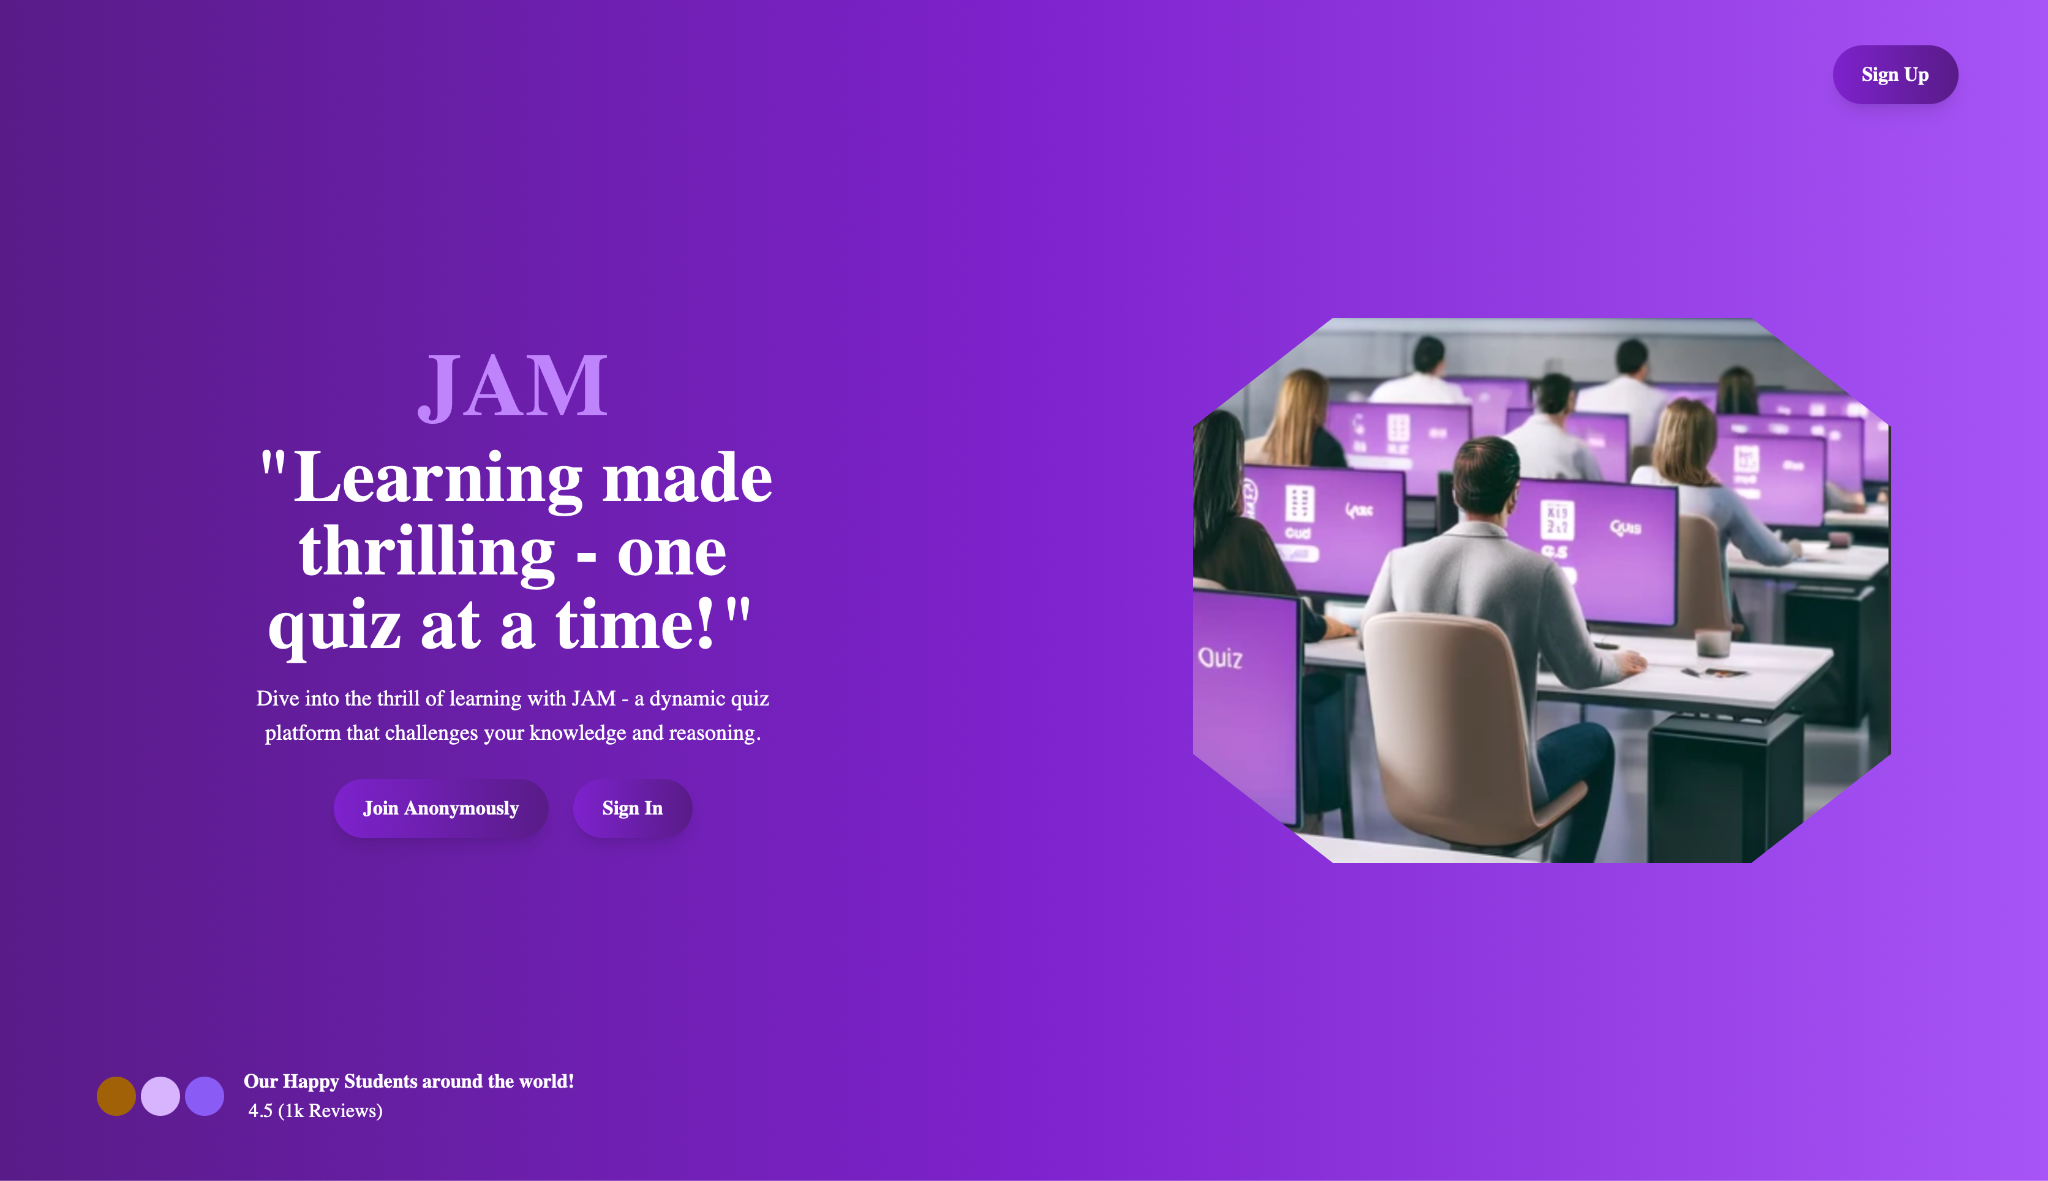 Sign Up
JAM
"Learning made
thrilling - one
quiz at a time!"
Dive into the thrill of learning with JAM - a dynamic quiz
platform that challenges your knowledge and reasoning.
Join Anonymously
Sign In
cud
Quis
Quiz
Our Happy Students around the world!
4.5 (1k Reviews)